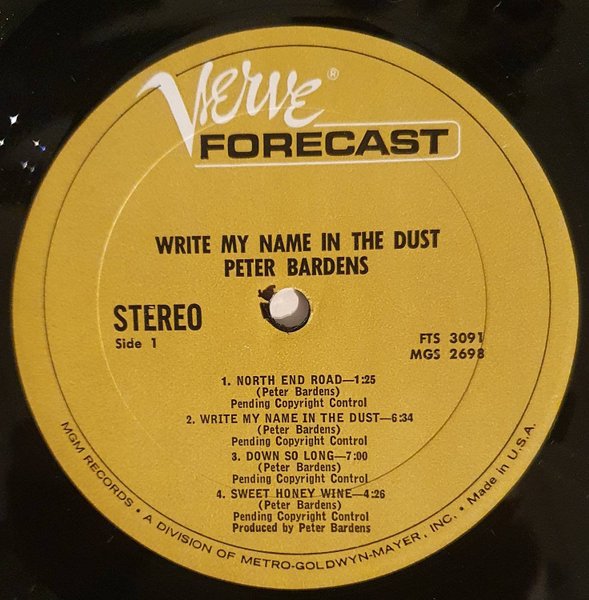 Verve®
FORECAST
WRITE MY NAME IN THE DUST
PETER BARDENS
STEREO
Side 1
FTS 3091
MGS 2698
1. NORTH END ROAD—1:25
(Peter Bardens)
Pending Copyright Control
2. WRITE MY NAME IN THE DUST—6:34
(Peter Bardens)
Pending Copyright Control
3. DOWN SO LONG—7:00
(Peter Bardens)
Pending Copyright Control
4. SWEET HONEY WINE—4:26
(Peter Bardens)
Pending Copyright Control
Produced by Peter Bardens
MGM RECORDS • A DIVISION OF METRO-GOLDWYN-MAYER, INC. • Made in U.S.A.